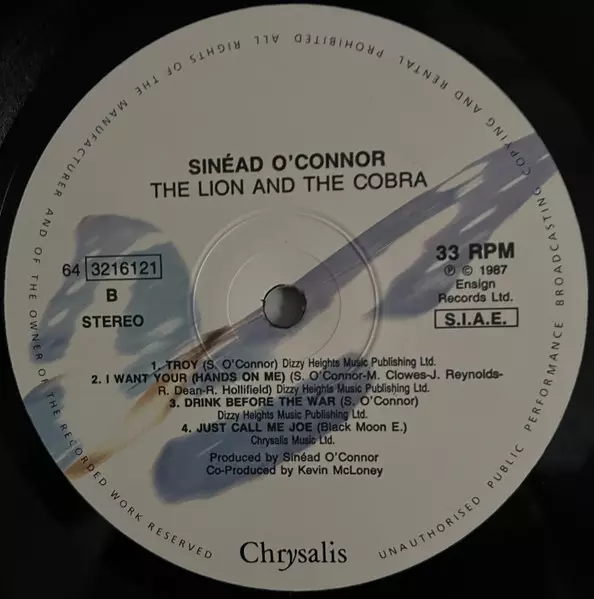 SINÉAD O'CONNOR
THE LION AND THE COBRA
64 3216121
B
STEREO
33 RPM
℗ © 1987
Ensign
Records Ltd.
S.I.A.E.
1. TROY (S. O'Connor) Dizzy Heights Music Publishing Ltd.
2. I WANT YOUR (HANDS ON ME) (S. O'Connor-M. Clowes-J. Reynolds-
R. Dean-R. Hollifield) Dizzy Heights Music Publishing Ltd.
3. DRINK BEFORE THE WAR (S. O'Connor)
Dizzy Heights Music Publishing Ltd.
4. JUST CALL ME JOE (Black Moon E.)
Chrysalis Music Ltd.
Produced by Sinéad O'Connor
Co-Produced by Kevin McLoney
Chrysalis
ALL RIGHTS OF THE MANUFACTURER AND OF THE OWNER OF THE RECORDED WORK RESERVED
UNAUTHORISED PUBLIC PERFORMANCE BROADCASTING COPYING AND RENTAL PROHIBITED